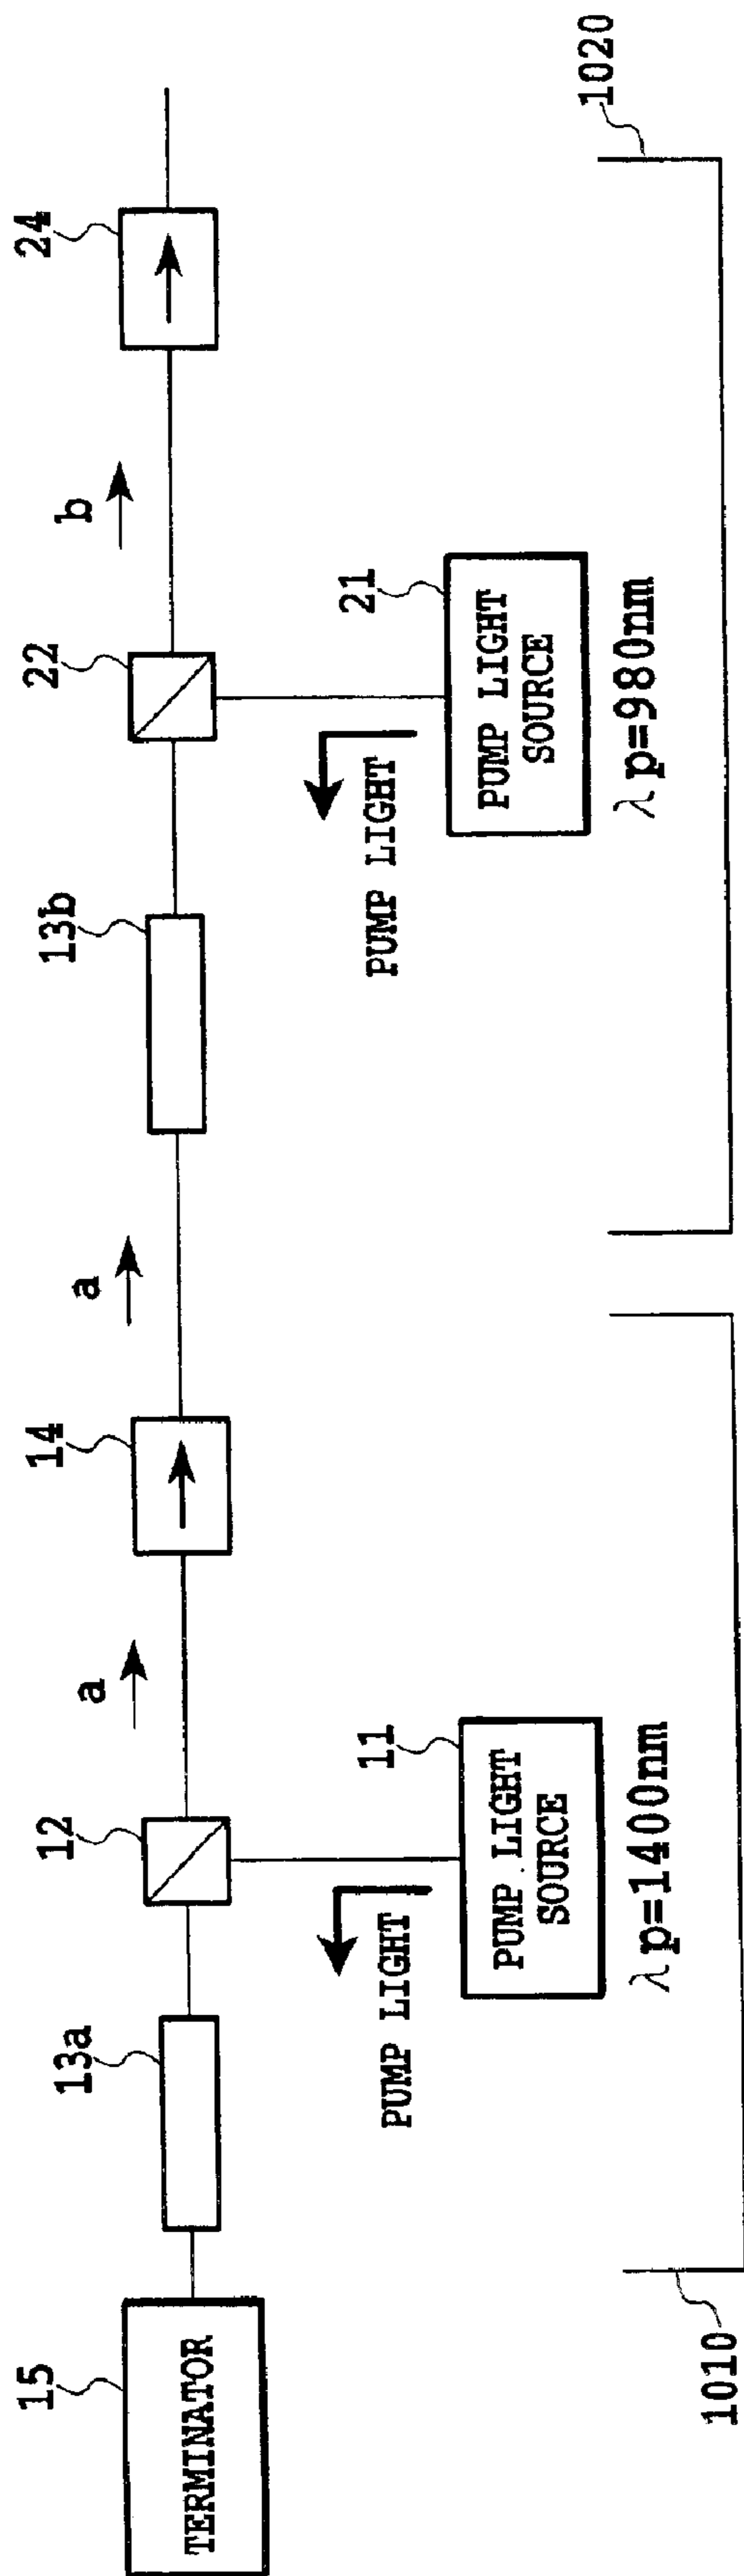 15
TERMINATOR
13a
12
a
14
a
13b
22
b
24
PUMP LIGHT
11
PUMP LIGHT
SOURCE
λp=1400nm
PUMP LIGHT
21
PUMP LIGHT
SOURCE
λp=980nm
1010
1020